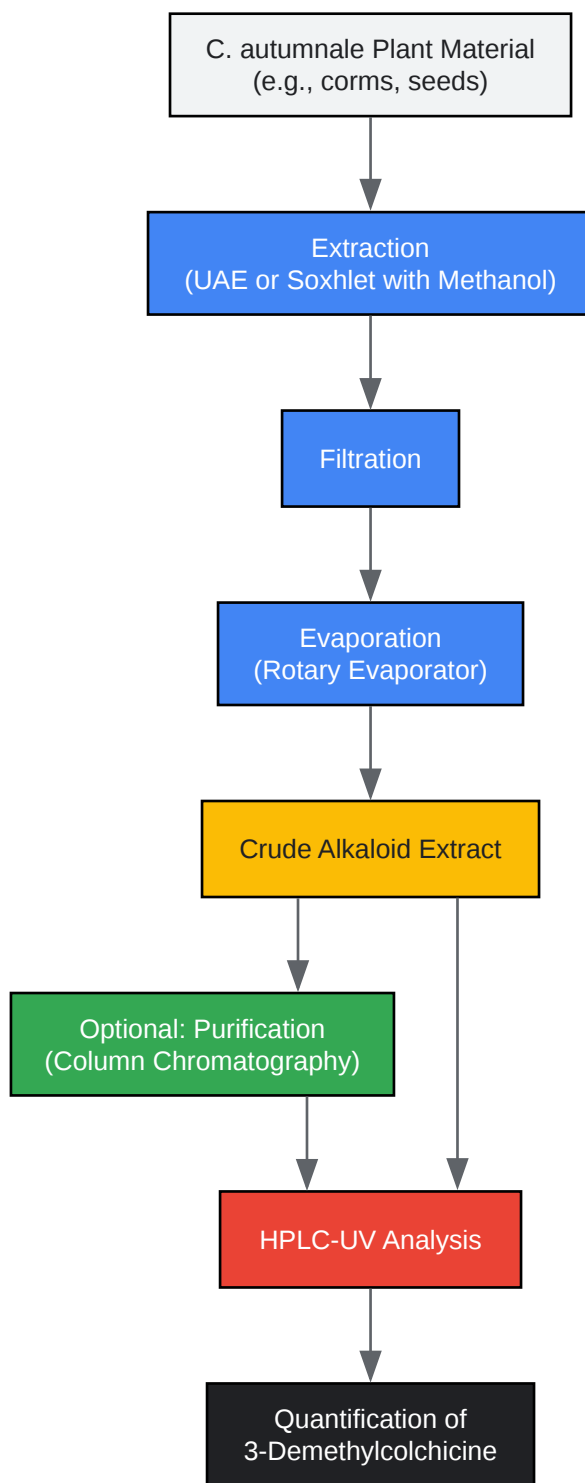 C. autumnale Plant Material
(e.g., corms, seeds)
Extraction
(UAE or Soxhlet with Methanol)
Filtration
Evaporation
(Rotary Evaporator)
Crude Alkaloid Extract
Optional: Purification
(Column Chromatography)
HPLC-UV Analysis
Quantification of
3-Demethylcolchicine